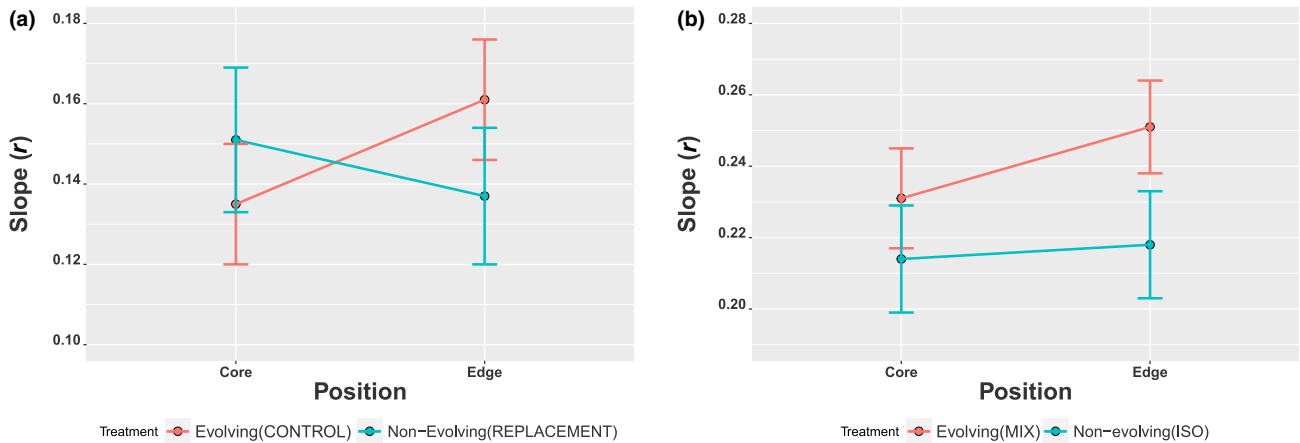 (a)
0.18
0.16
0.14
0.12
0.10
Slope (r)
Core
Edge
Position
Treatment Evolving(CONTROL) Non-Evolving(REPLACEMENT)
(b)
0.28
0.26
0.24
0.22
0.20
Slope (r)
Core
Edge
Position
Treatment Evolving(MIX) Non-evolving(ISO)